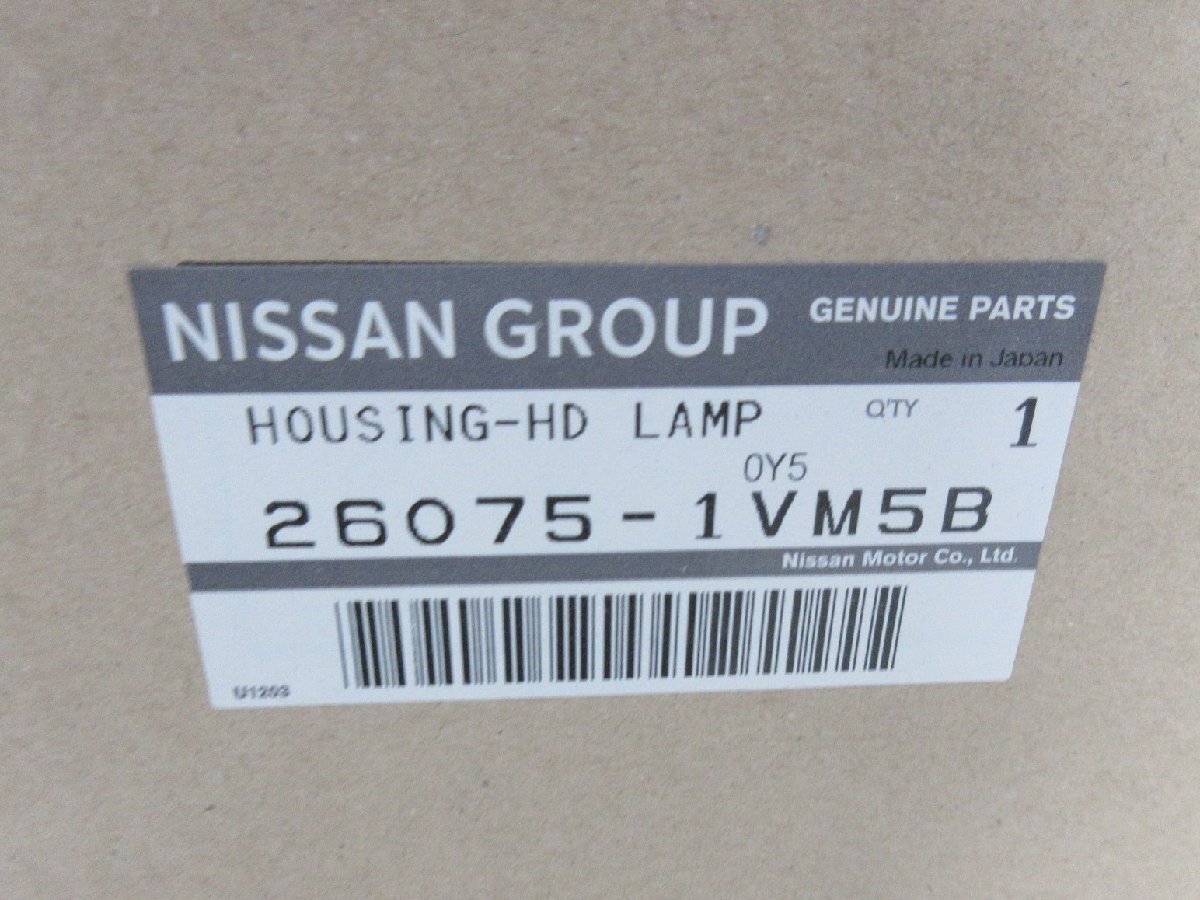 NISSAN GROUP GENUINE PARTS
Made in Japan
HOUSING-HD LAMP Q'TY 1
0Y5
26075-1VM5B
Nissan Motor Co., Ltd.
U1203